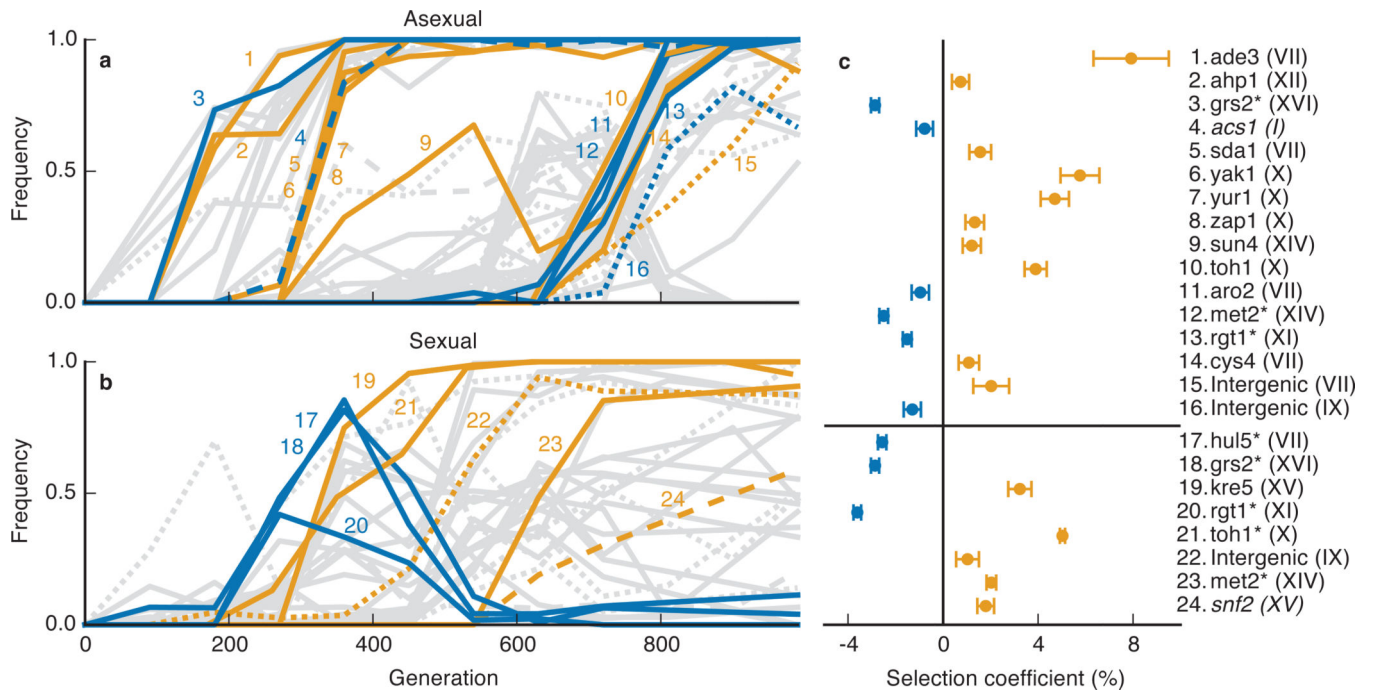 Asexual
a
Frequency
1.0
0.5
0.0
1
2
3
4
5
6
7
8
9
10
11
12
13
14
15
16
Sexual
b
Frequency
1.0
0.5
0.0
17
18
19
20
21
22
23
24
0 200 400 600 800
Generation
c
1. ade3 (VII)
2. ahp1 (XII)
3. grs2* (XVI)
4. acs1 (I)
5. sda1 (VII)
6. yak1 (X)
7. yur1 (X)
8. zap1 (X)
9. sun4 (XIV)
10. toh1 (X)
11. aro2 (VII)
12. met2* (XIV)
13. rgt1* (XI)
14. cys4 (VII)
15. Intergenic (VII)
16. Intergenic (IX)
17. hul5* (VII)
18. grs2* (XVI)
19. kre5 (XV)
20. rgt1* (XI)
21. toh1* (X)
22. Intergenic (IX)
23. met2* (XIV)
24. snf2 (XV)
-4 0 4 8
Selection coefficient (%)